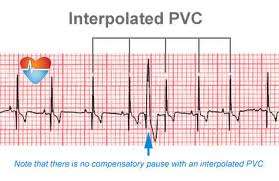 Interpolated PVC
Note that there is no compensatory pause with an interpolated PVC.